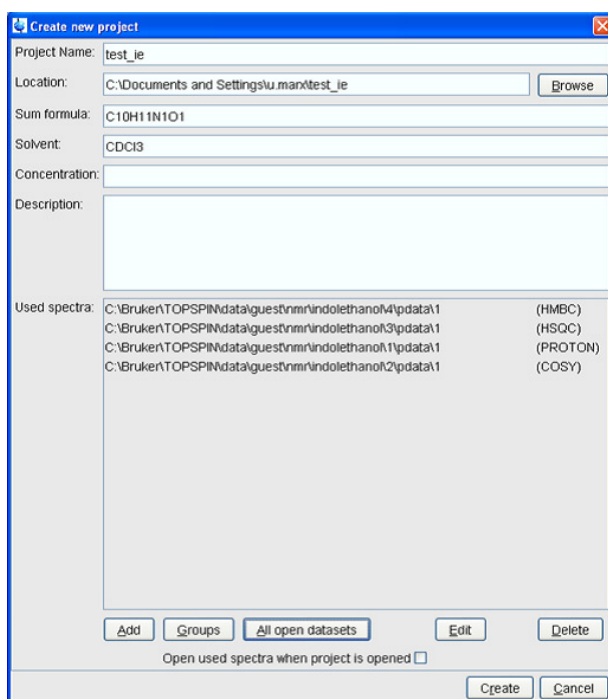 Create new project
Project Name: test_ie
Location: C:\Documents and Settings\u.marx\test_ie Browse
Sum formula: C10H11N1O1
Solvent: CDCl3
Concentration:
Description:
Used spectra: C:\Bruker\TOPSPIN\data\guest\nmr\indolethanol\4\pdata\1 (HMBC)
C:\Bruker\TOPSPIN\data\guest\nmr\indolethanol\3\pdata\1 (HSQC)
C:\Bruker\TOPSPIN\data\guest\nmr\indolethanol\1\pdata\1 (PROTON)
C:\Bruker\TOPSPIN\data\guest\nmr\indolethanol\2\pdata\1 (COSY)
Add Groups All open datasets Edit Delete
Open used spectra when project is opened
Create Cancel